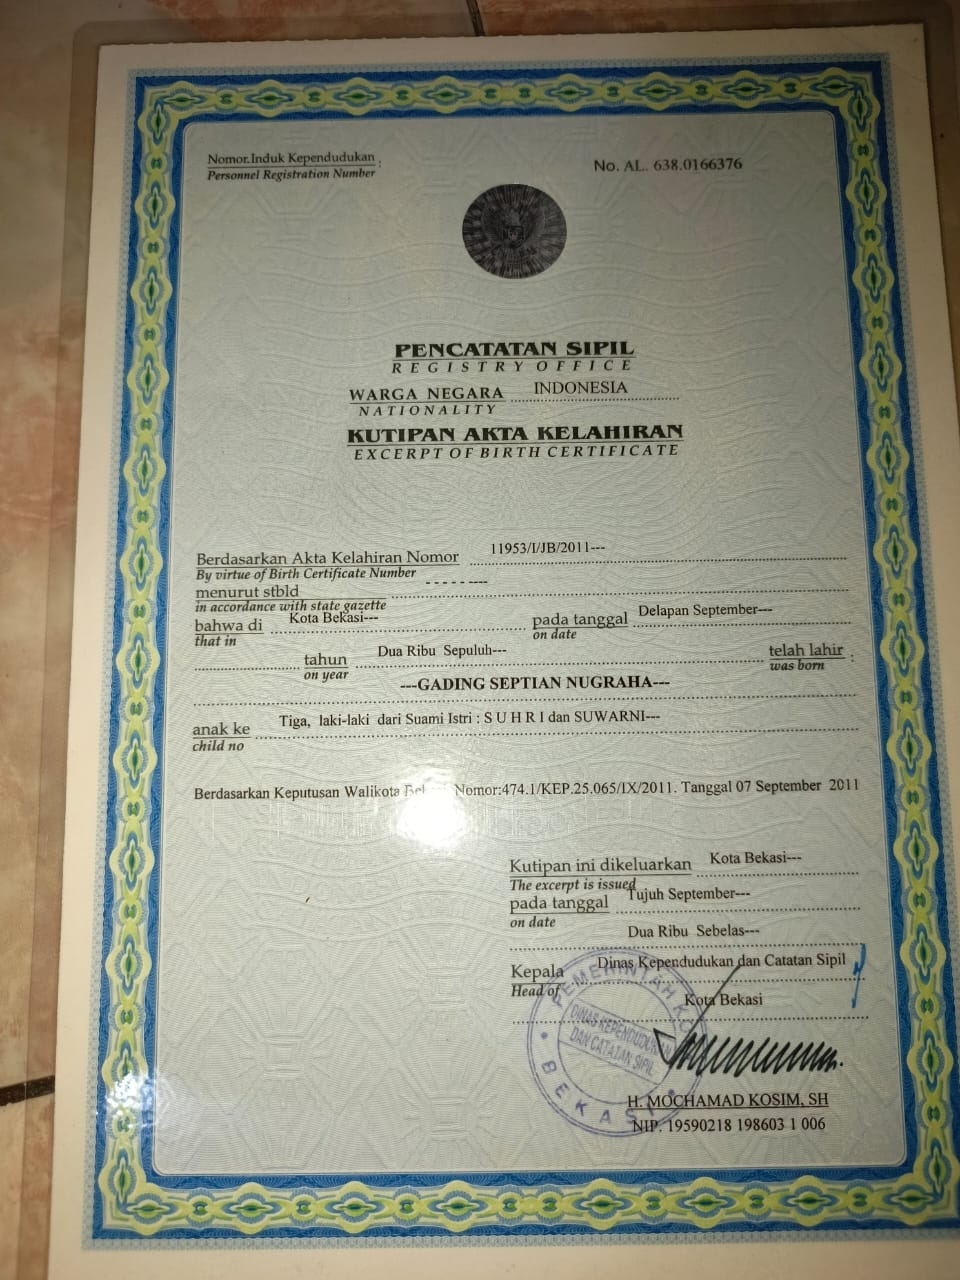 Nomor.Induk Kependudukan :
Personnel Registration Number
No. AL. 638.0166376
PENCATATAN SIPIL
REGISTRY OFFICE
WARGA NEGARA INDONESIA
NATIONALITY
KUTIPAN AKTA KELAHIRAN
EXCERPT OF BIRTH CERTIFICATE
Berdasarkan Akta Kelahiran Nomor 11953/I/JB/2011---
By virtue of Birth Certificate Number
menurut stbld - - - - - ----
in accordance with state gazette
bahwa di Kota Bekasi--- pada tanggal Delapan September---
that in on date
tahun Dua Ribu Sepuluh--- telah lahir :
on year was born
---GADING SEPTIAN NUGRAHA---
anak ke Tiga, laki-laki dari Suami Istri : S U H R I dan SUWARNI---
child no
Berdasarkan Keputusan Walikota Nomor:474.1/KEP.25.065/IX/2011. Tanggal 07 September 2011
Kutipan ini dikeluarkan Kota Bekasi---
The excerpt is issued
pada tanggal Tujuh September---
on date
Dua Ribu Sebelas---
Kepala Dinas Kependudukan dan Catatan Sipil
Head of
Kota Bekasi
PEMERINTAH
DINAS KEPENDUDUKAN
DAN CATATAN SIPIL
BEKASI
H. MOCHAMAD KOSIM, SH
NIP. 19590218 198603 1 006